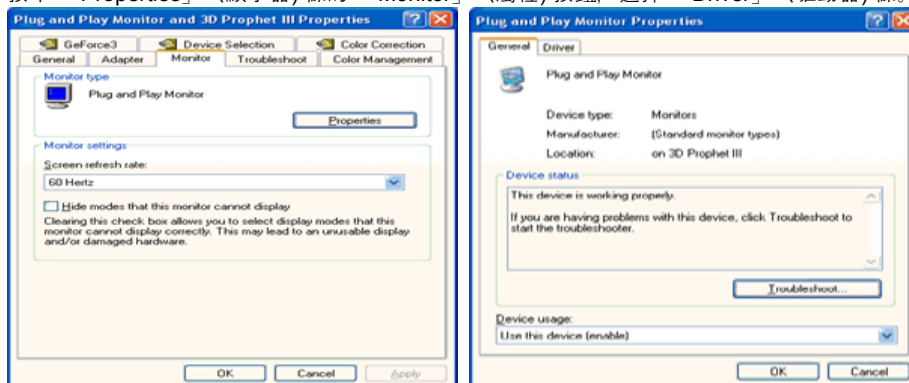 Plug and Play Monitor and 3D Prophet III Properties
GeForce3
Device Selection
Color Correction
General
Adapter
Monitor
Troubleshoot
Color Management
Monitor type
Plug and Play Monitor
Properties
Monitor settings
Screen refresh rate:
60 Hertz
Hide modes that this monitor cannot display
Clearing this check box allows you to select display modes that this
monitor cannot display correctly. This may lead to an unusable display
and/or damaged hardware.
OK
Cancel
Apply
Plug and Play Monitor Properties
General
Driver
Plug and Play Monitor
Device type: Monitors
Manufacturer: (Standard monitor types)
Location: on 3D Prophet III
Device status
This device is working properly.
If you are having problems with this device, click Troubleshoot to
start the troubleshooter.
Troubleshoot...
Device usage:
Use this device (enable)
OK
Cancel